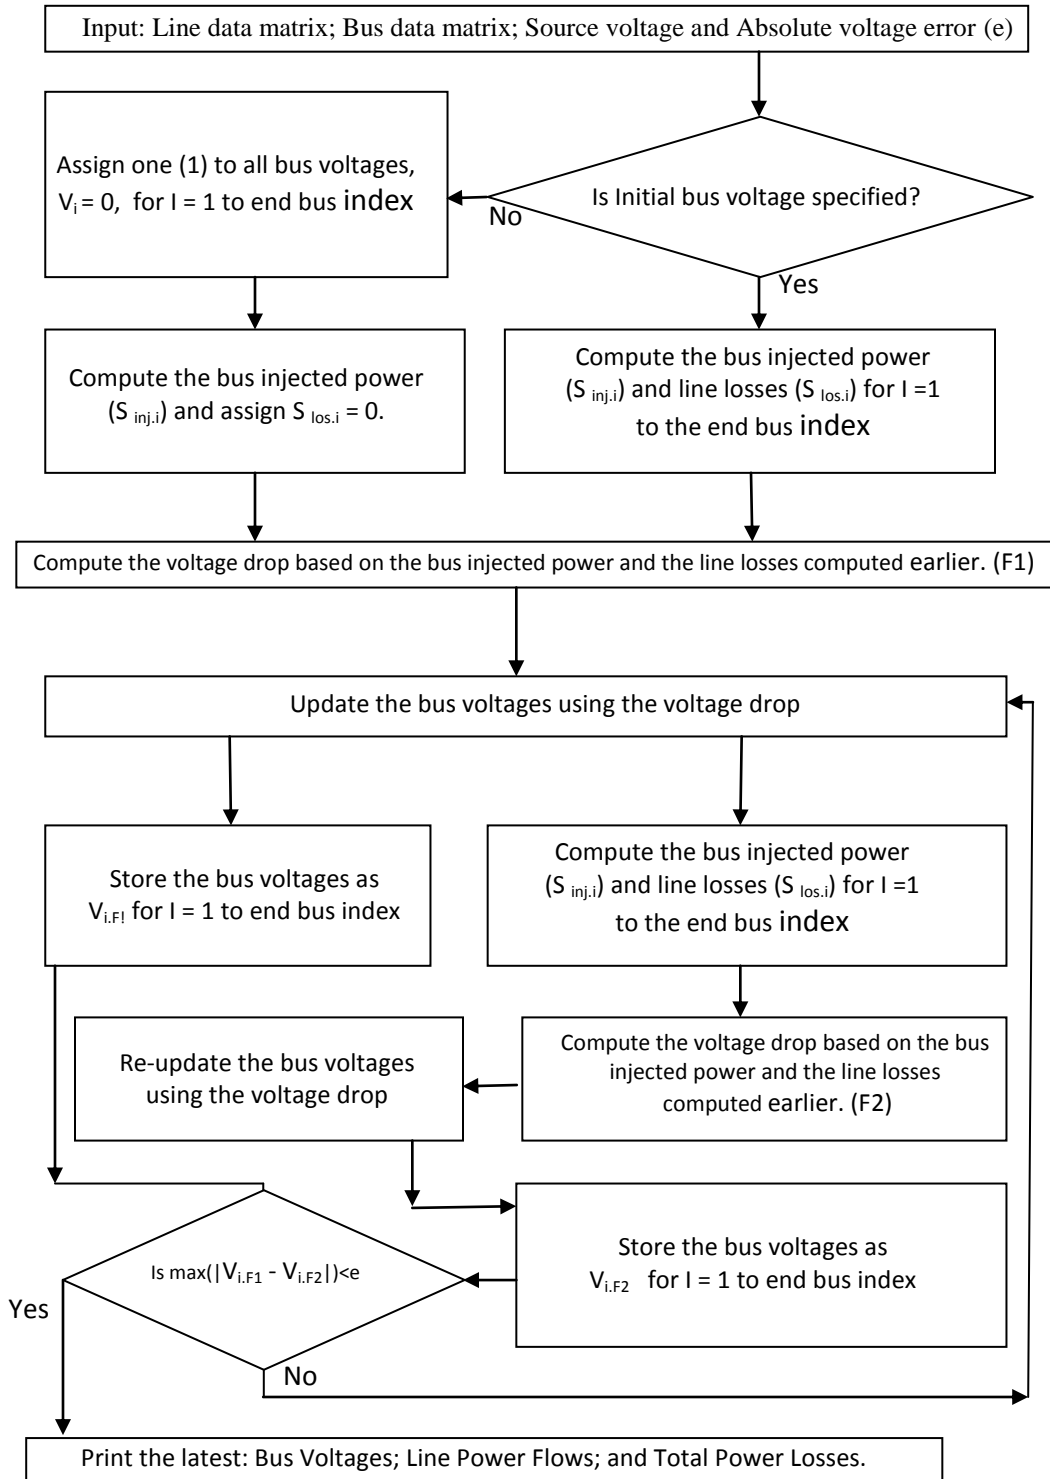 Input: Line data matrix; Bus data matrix; Source voltage and Absolute voltage error (e)
Assign one (1) to all bus voltages,
Vi = 0, for I = 1 to end bus index
Is Initial bus voltage specified?
No
Yes
Compute the bus injected power
(S inj.i) and assign S los.i = 0.
Compute the bus injected power
(S inj.i) and line losses (S los.i) for I =1
to the end bus index
Compute the voltage drop based on the bus injected power and the line losses computed earlier. (F1)
Update the bus voltages using the voltage drop
Store the bus voltages as
Vi.F! for I = 1 to end bus index
Compute the bus injected power
(S inj.i) and line losses (S los.i) for I =1
to the end bus index
Re-update the bus voltages
using the voltage drop
Compute the voltage drop based on the bus
injected power and the line losses
computed earlier. (F2)
Is max(|Vi.F1 - Vi.F2|)<e
Store the bus voltages as
Vi.F2 for I = 1 to end bus index
Yes
No
Print the latest: Bus Voltages; Line Power Flows; and Total Power Losses.